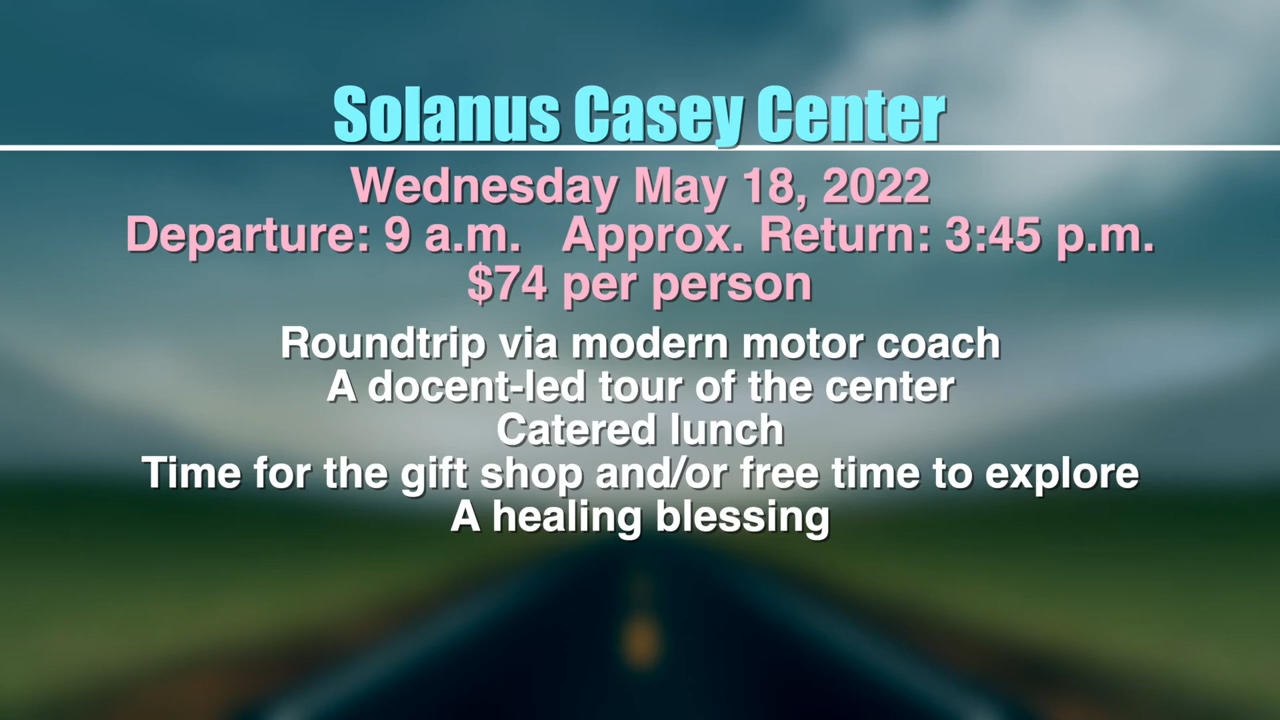 Solanus Casey Center
Wednesday May 18, 2022
Departure: 9 a.m. Approx. Return: 3:45 p.m.
$74 per person
Roundtrip via modern motor coach
A docent-led tour of the center
Catered lunch
Time for the gift shop and/or free time to explore
A healing blessing